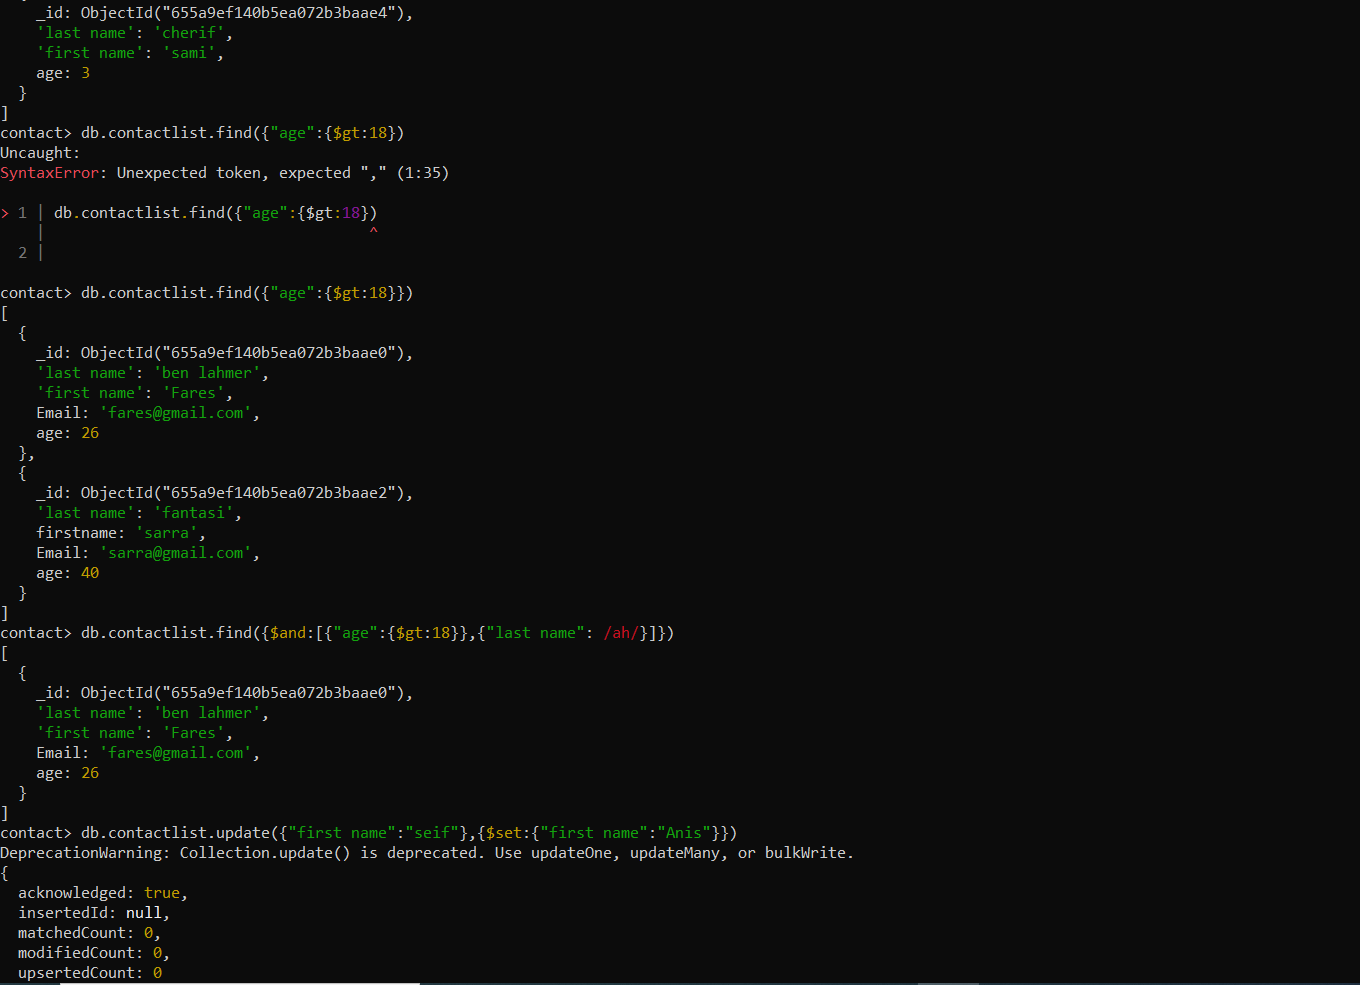 _id: ObjectId("655a9ef140b5ea072b3baae4"),
'last name': 'cherif',
'first name': 'sami',
age: 3
}
]
contact> db.contactlist.find({"age":{$gt:18})
Uncaught:
SyntaxError: Unexpected token, expected "," (1:35)
> 1 | db.contactlist.find({"age":{$gt:18})
| ^
2 |
contact> db.contactlist.find({"age":{$gt:18}})
[
{
_id: ObjectId("655a9ef140b5ea072b3baae0"),
'last name': 'ben lahmer',
'first name': 'Fares',
Email: 'fares@gmail.com',
age: 26
},
{
_id: ObjectId("655a9ef140b5ea072b3baae2"),
'last name': 'fantasi',
firstname: 'sarra',
Email: 'sarra@gmail.com',
age: 40
}
]
contact> db.contactlist.find({$and:[{"age":{$gt:18}},{"last name": /ah/}]})
[
{
_id: ObjectId("655a9ef140b5ea072b3baae0"),
'last name': 'ben lahmer',
'first name': 'Fares',
Email: 'fares@gmail.com',
age: 26
}
]
contact> db.contactlist.update({"first name":"seif"},{$set:{"first name":"Anis"}})
DeprecationWarning: Collection.update() is deprecated. Use updateOne, updateMany, or bulkWrite.
{
acknowledged: true,
insertedId: null,
matchedCount: 0,
modifiedCount: 0,
upsertedCount: 0